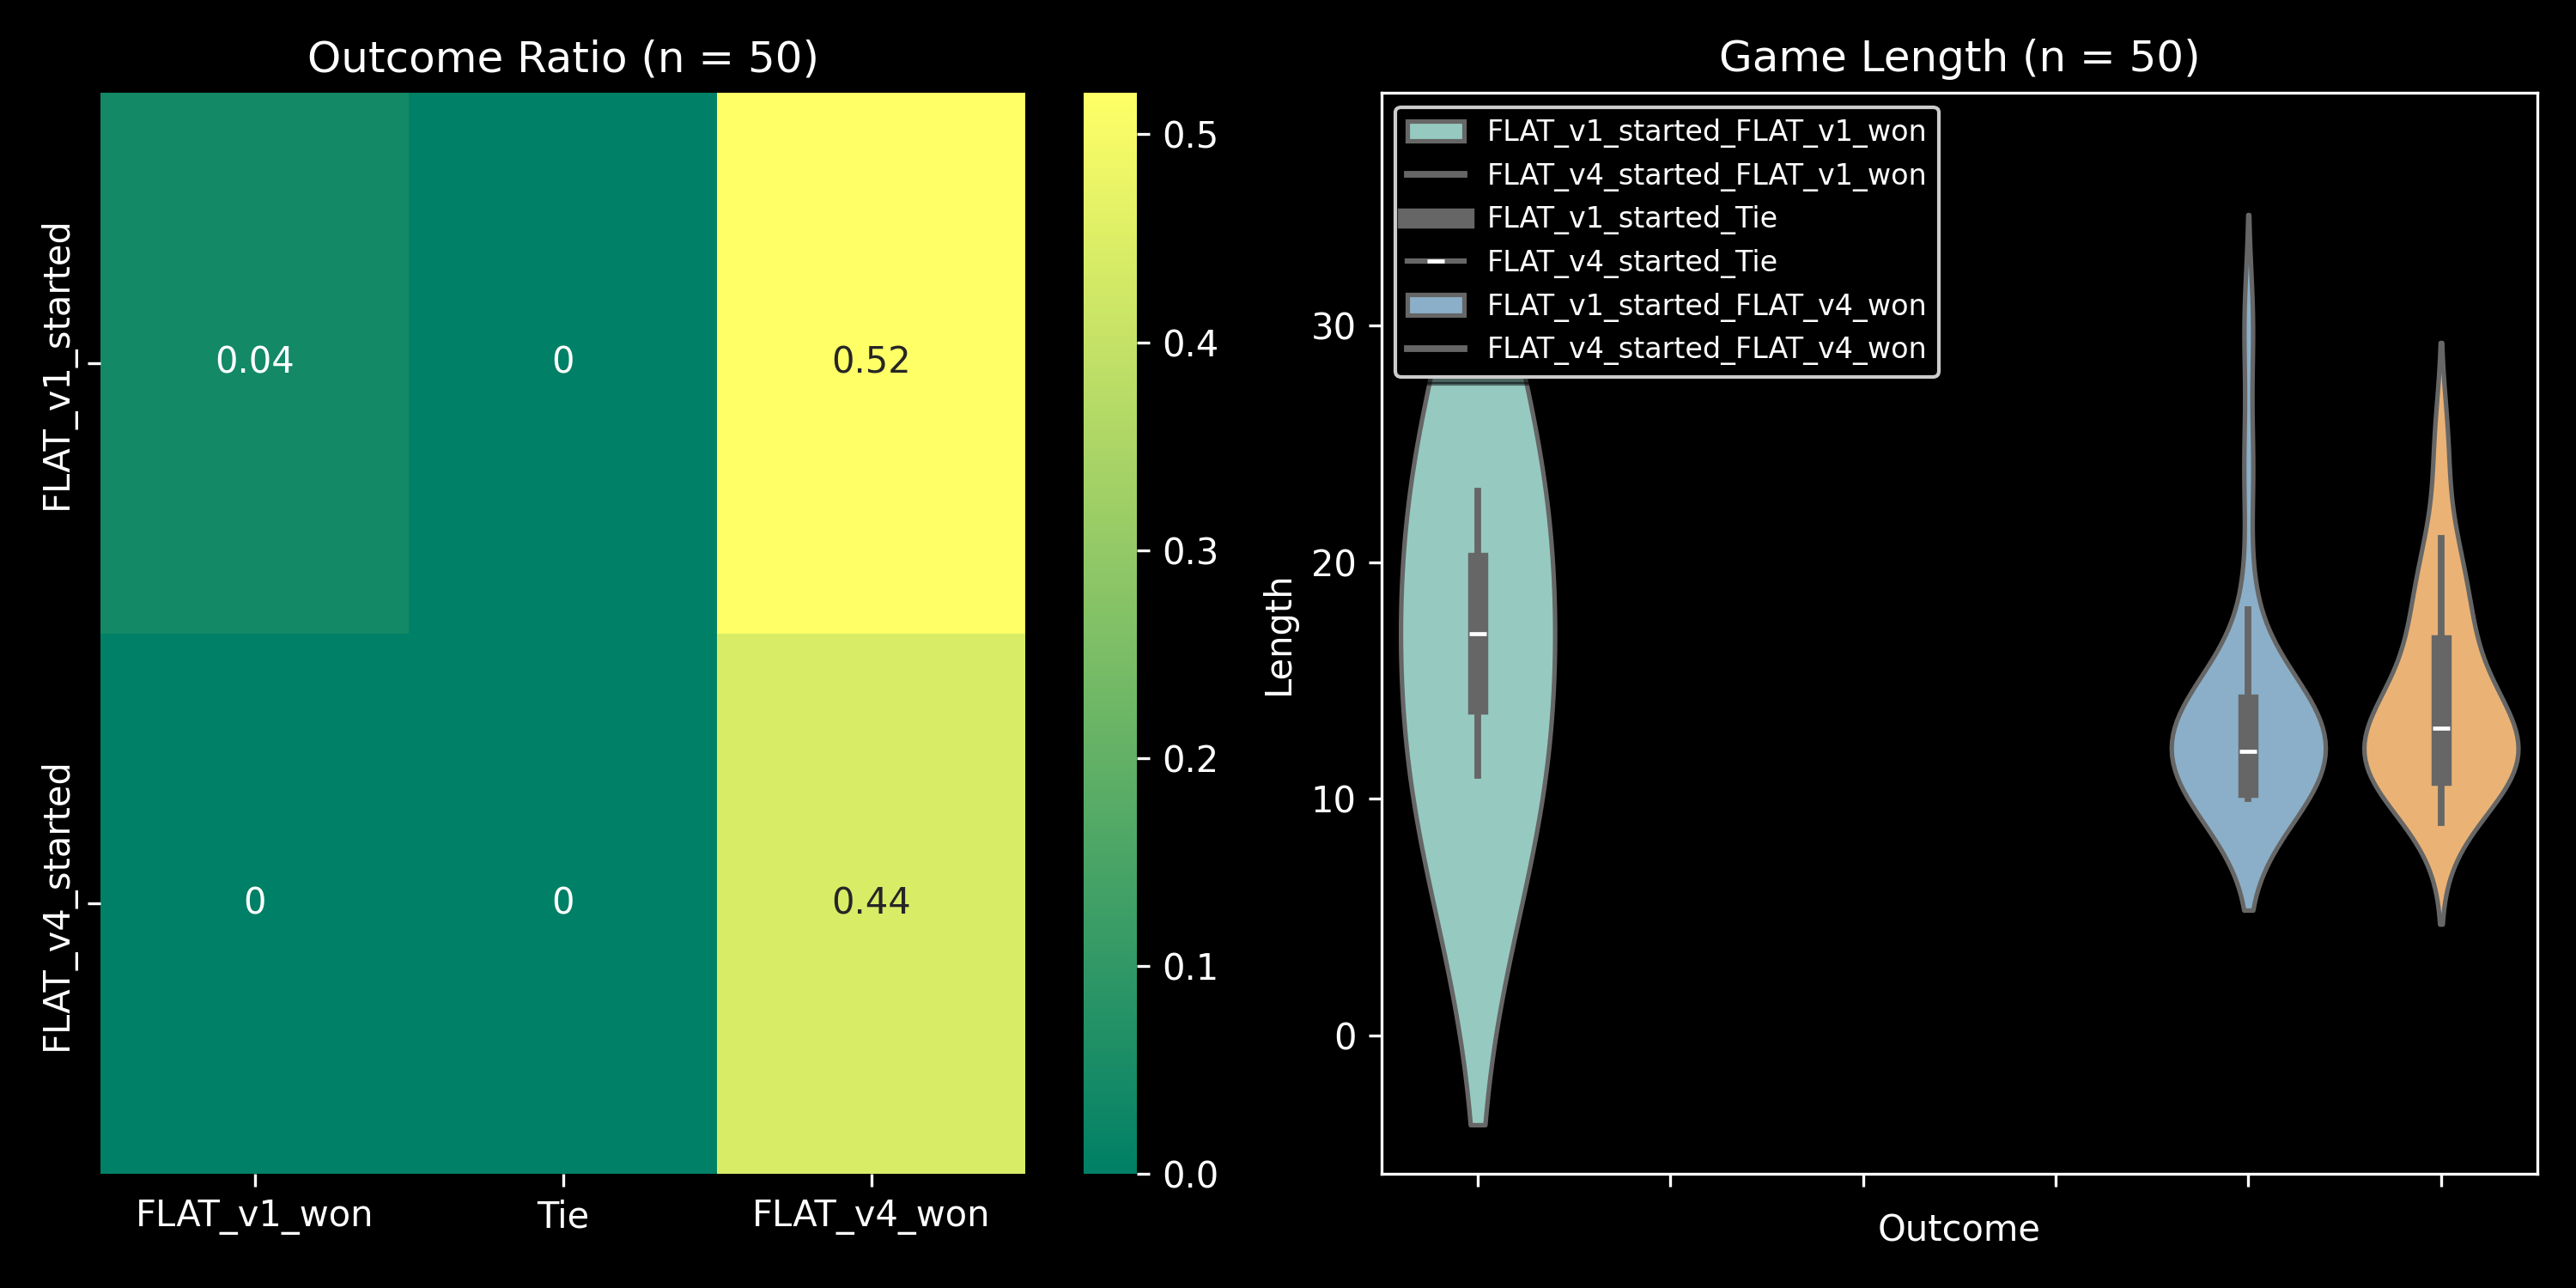 Outcome Ratio (n = 50)
FLAT_v1_started
FLAT_v4_started
0.04
0
0.52
0
0
0.44
FLAT_v1_won
Tie
FLAT_v4_won
0.5
0.4
0.3
0.2
0.1
0.0
Game Length (n = 50)
FLAT_v1_started_FLAT_v1_won
FLAT_v4_started_FLAT_v1_won
FLAT_v1_started_Tie
FLAT_v4_started_Tie
FLAT_v1_started_FLAT_v4_won
FLAT_v4_started_FLAT_v4_won
Length
30
20
10
0
Outcome